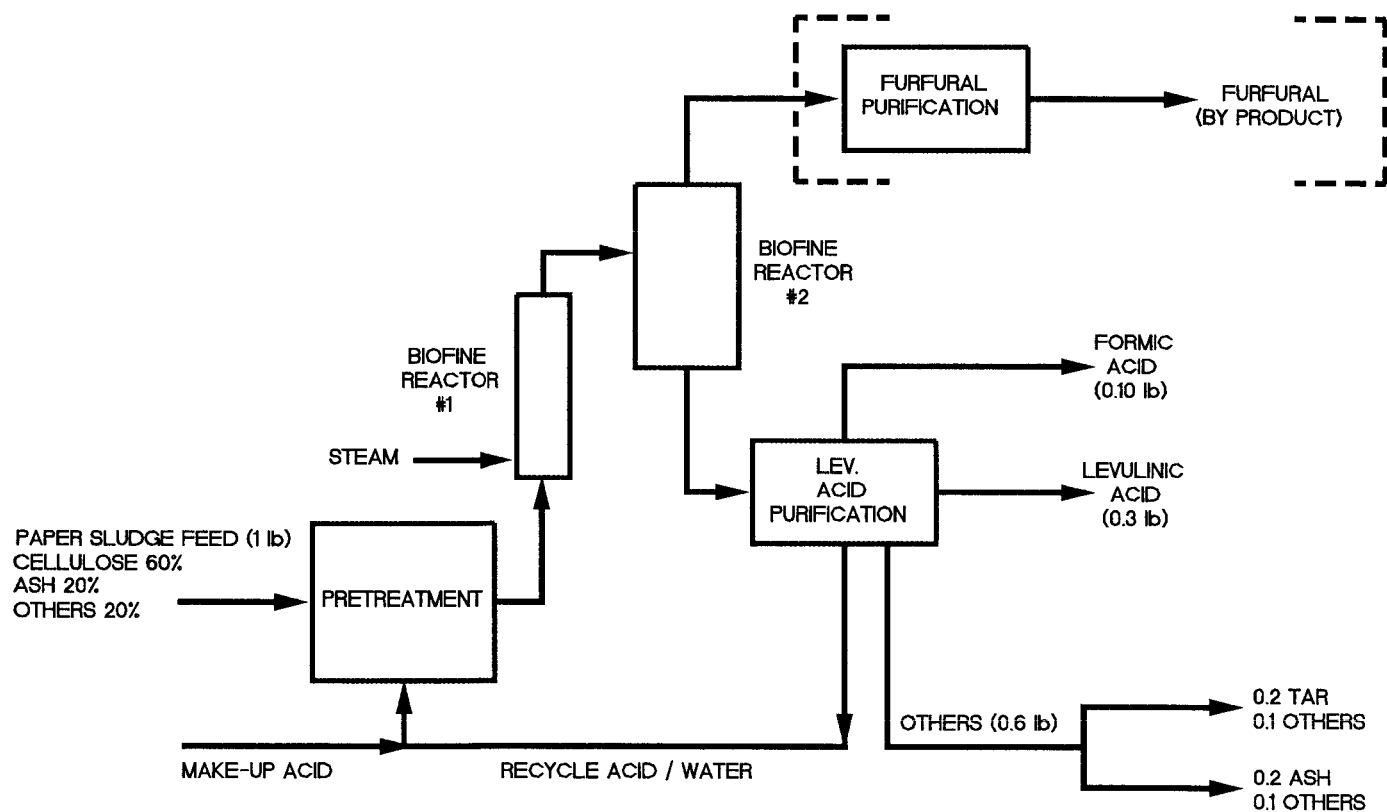 FURFURAL
PURIFICATION
FURFURAL
(BY PRODUCT)
BIOFINE
REACTOR
#2
BIOFINE
REACTOR
#1
FORMIC
ACID
(0.10 lb)
STEAM
LEV.
ACID
PURIFICATION
LEVULINIC
ACID
(0.3 lb)
PAPER SLUDGE FEED (1 lb)
CELLULOSE 60%
ASH 20%
OTHERS 20%
PRETREATMENT
OTHERS (0.6 lb)
0.2 TAR
0.1 OTHERS
MAKE-UP ACID
RECYCLE ACID / WATER
0.2 ASH
0.1 OTHERS